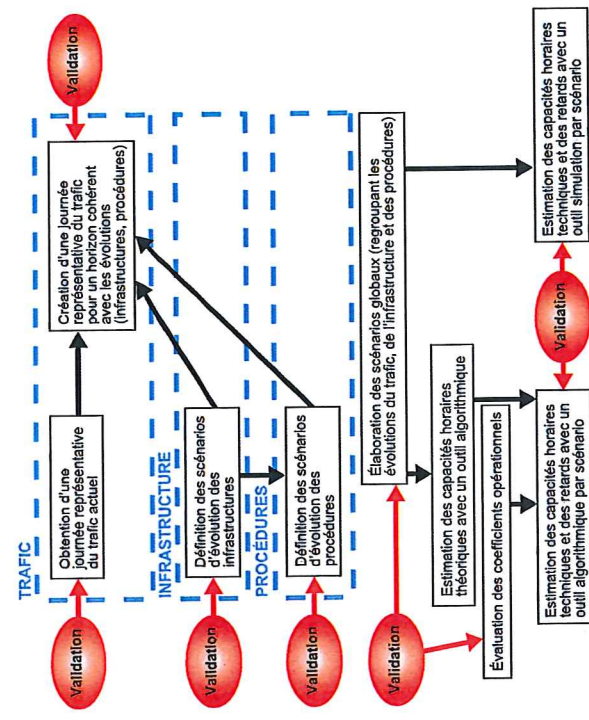 TRAFIC
Validation
Obtention d'une
journée représentative
du trafic actuel
Création d'une journée
représentative du trafic
pour un horizon cohérent
avec les évolutions
(infrastructures, procédures)
Validation
INFRASTRUCTURE
Validation
Définition des scénarios
d'évolution des
infrastructures
PROCÉDURES
Validation
Définition des scénarios
d'évolution des
procédures
Validation
Élaboration des scénarios globaux (regroupant les
évolutions du trafic, de l'infrastructure et des procédures)
Estimation des capacités horaires
théoriques avec un outil algorithmique
Évaluation des coefficients opérationnels
Estimation des capacités horaires
techniques et des retards avec un
outil algorithmique par scénario
Validation
Estimation des capacités horaires
techniques et des retards avec un
outil simulation par scénario